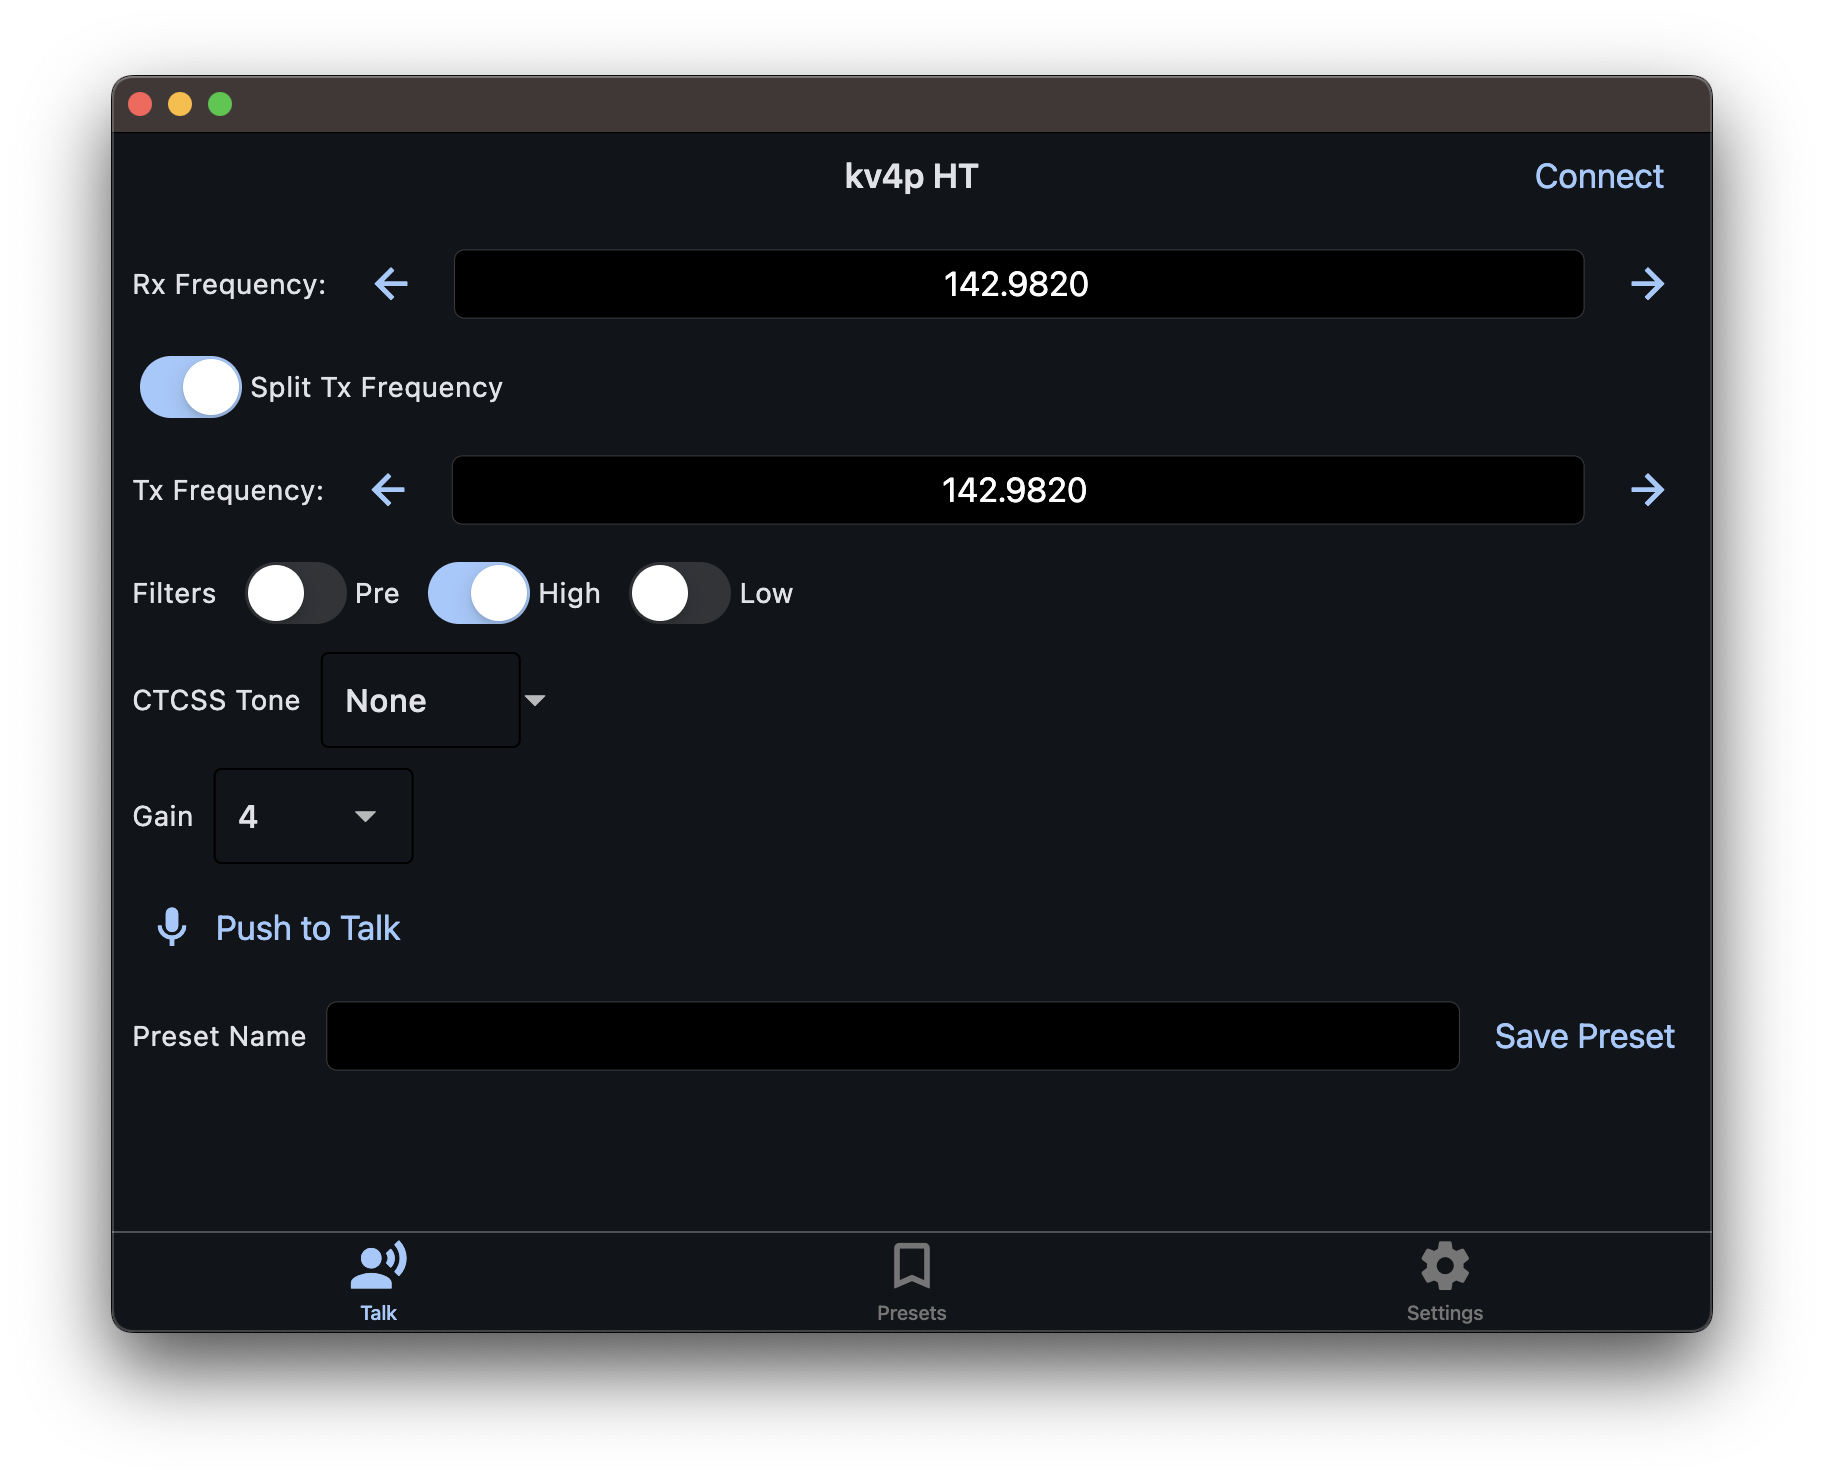 kv4p HT
Connect
Rx Frequency: 142.9820
Split Tx Frequency
Tx Frequency: 142.9820
Filters Pre High Low
CTCSS Tone None
Gain 4
Push to Talk
Preset Name Save Preset
Talk Presets Settings